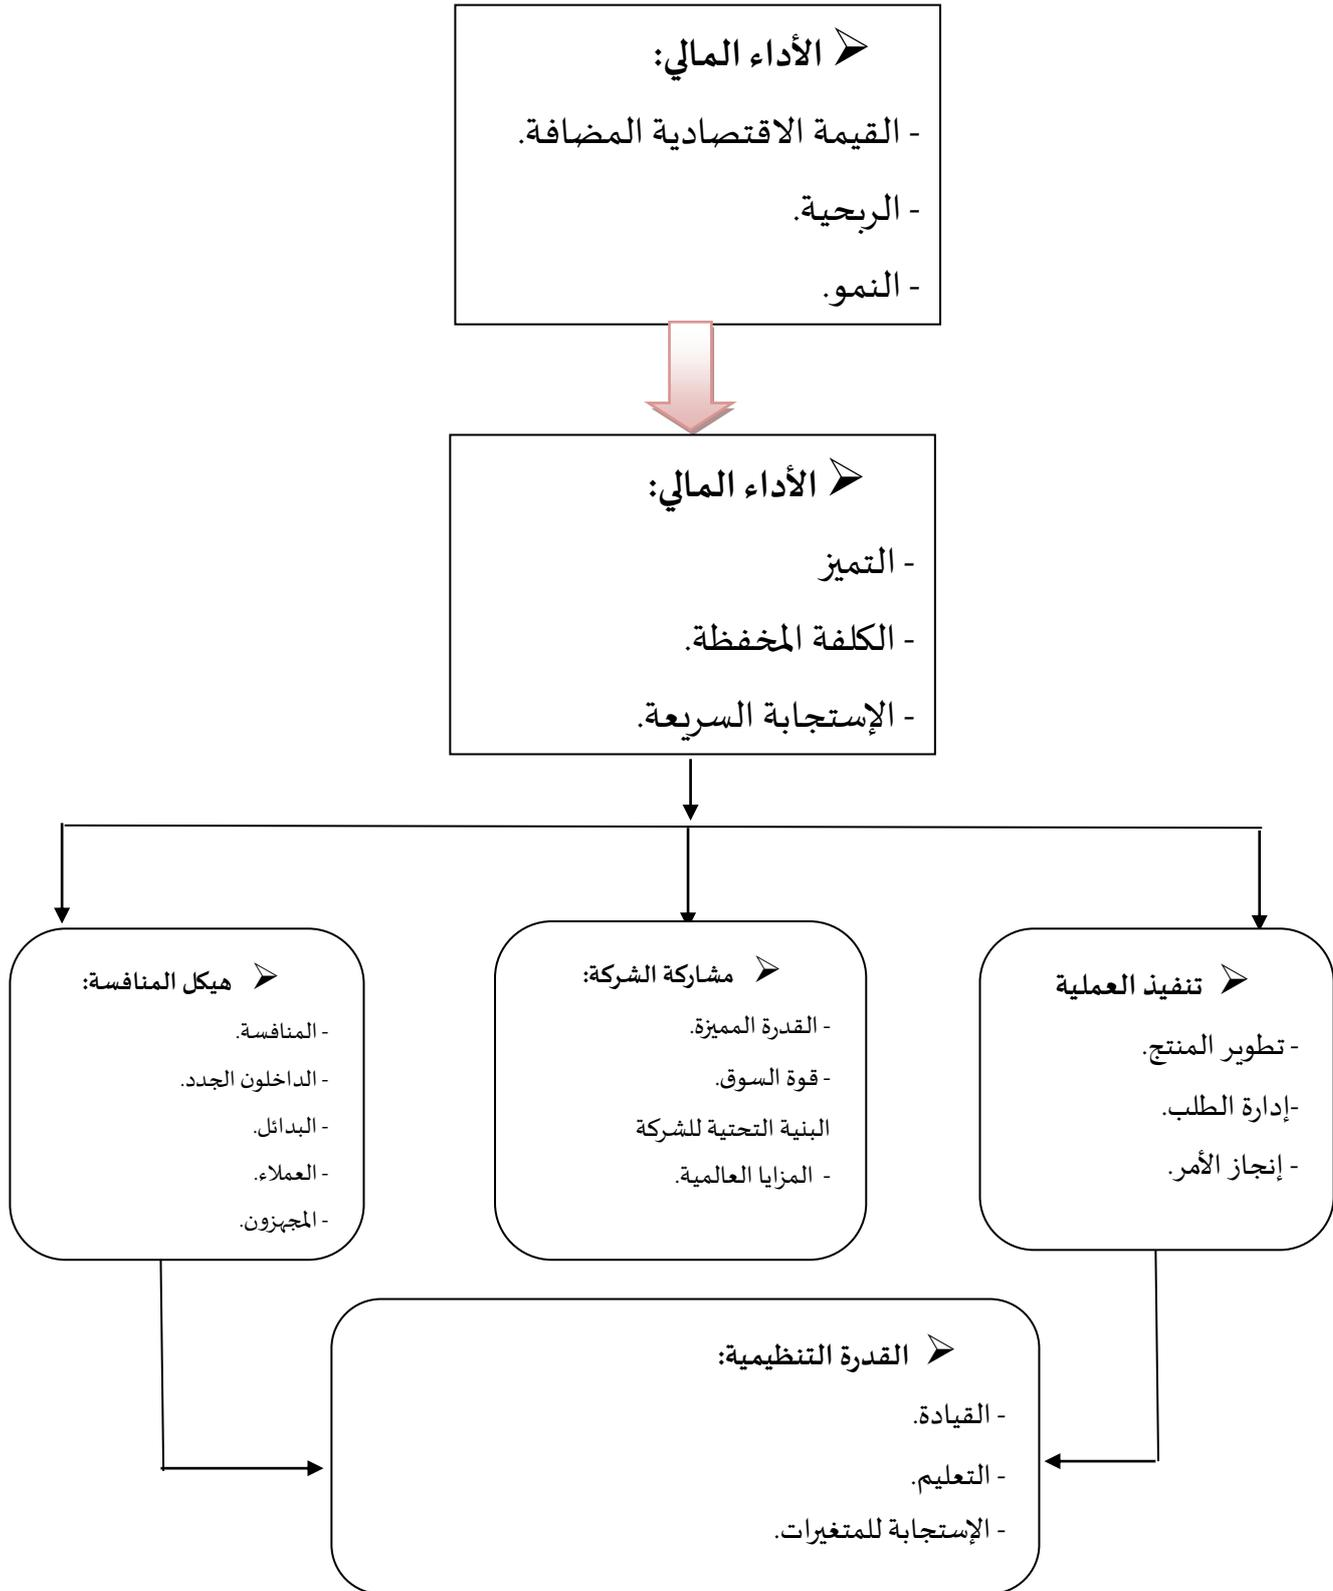 ➢ الأداء المالي:
- القيمة الاقتصادية المضافة.
- الربحية.
- النمو.
➢ الأداء المالي:
- التميز
- الكلفة المخفظة.
- الإستجابة السريعة.
➢ تنفيذ العملية
- تطوير المنتج.
-إدارة الطلب.
- إنجاز الأمر.
➢ مشاركة الشركة:
- القدرة المميزة.
- قوة السوق.
البنية التحتية للشركة
- المزايا العالمية.
➢ هيكل المنافسة:
- المنافسة.
- الداخلون الجدد.
- البدائل.
- العملاء.
- المجهزون.
➢ القدرة التنظيمية:
- القيادة.
- التعليم.
- الإستجابة للمتغيرات.